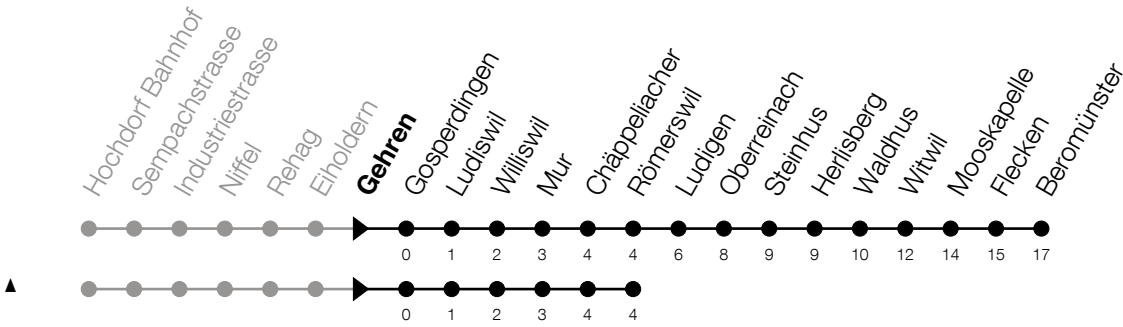 Hochdorf Bahnhof
Sempachstrasse
Industriestrasse
Niffel
Rehag
Eiholdern
Gehren
Gosperdingen
Ludiswil
Williswil
Mur
Chäppeliacher
Römerswil
Ludigen
Oberreinach
Steinhus
Herlisberg
Waldhus
Witwil
Mooskapelle
Flecken
Beromünster
0 1 2 3 4 4 6 8 9 9 10 12 14 15 17
0 1 2 3 4 4